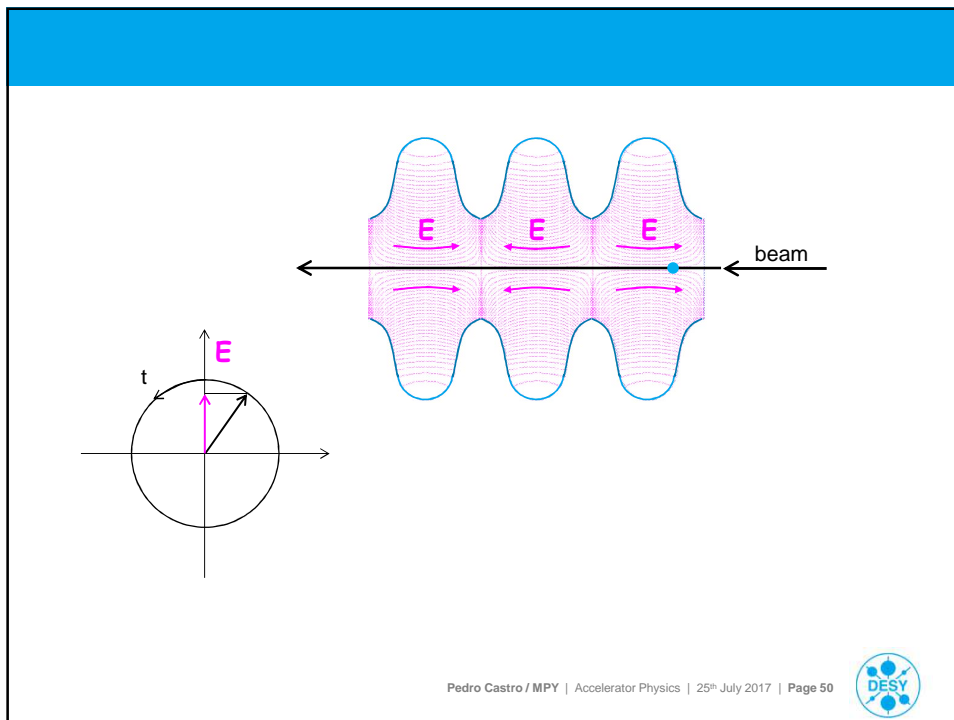 E E E
beam
E
t
Pedro Castro / MPY | Accelerator Physics | 25th July 2017 | Page 50
DESY